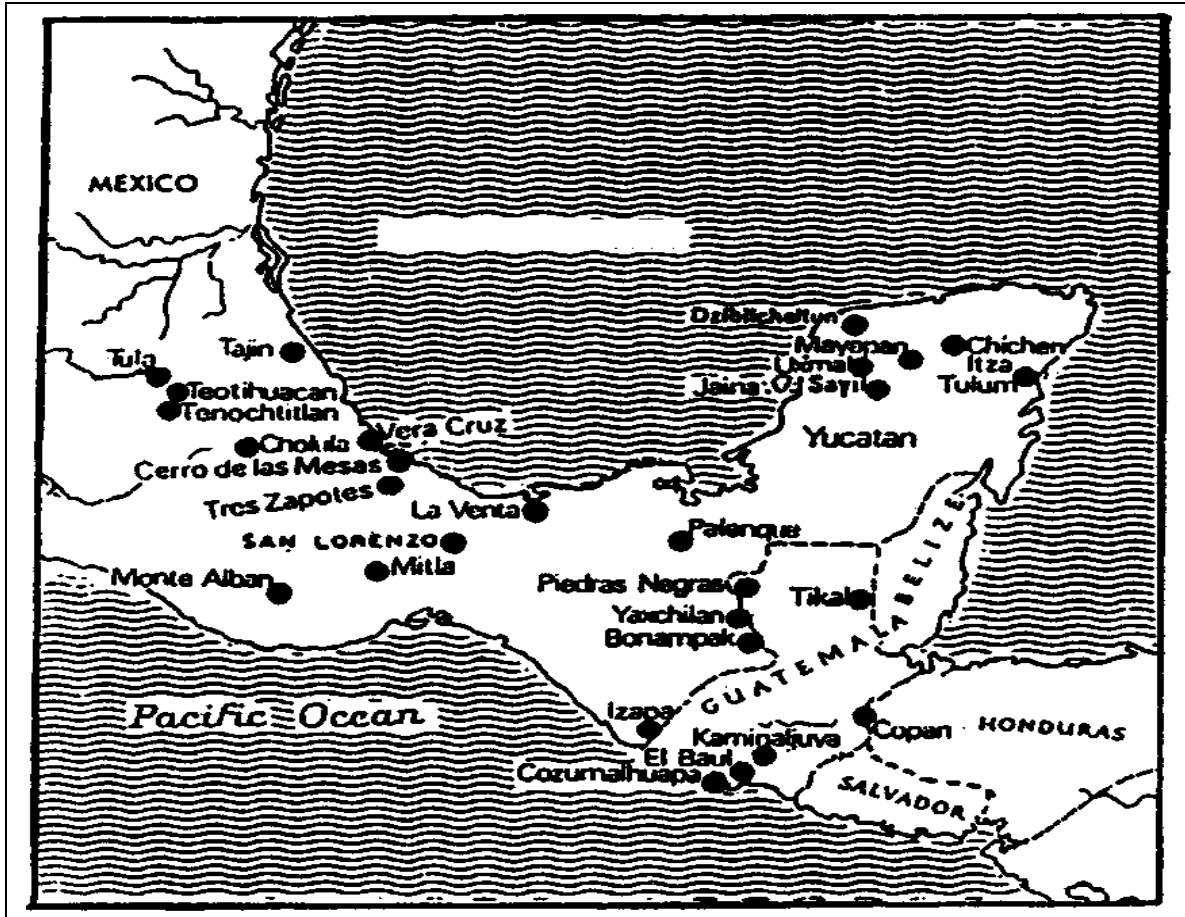 MEXICO
Tula
Tajin
Teotihuacan
Tenochtitlan
Cholula
Vera Cruz
Cerro de las Mesas
Tres Zapotes
La Venta
SAN LORENZO
Mitla
Monte Alban
Mayapan
Uxmal
Jaina
Sayil
Chichen
Itza
Tulum
Yucatan
Palenque
Piedras Negras
Yaxchilan
Bonampak
Tikal
BELIZE
GUATEMALA
Pacific Ocean
Izapa
Kaminaljuva
El Baul
Cozumalhuapa
Copan
HONDURAS
SALVADOR